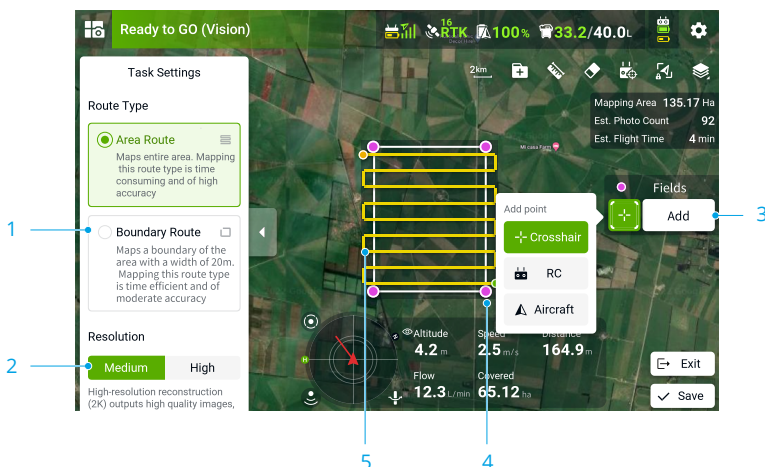 Ready to GO (Vision)
16
RTK
100%
33.2/40.0L
Task Settings
Route Type
Area Route
Maps entire area. Mapping
this route type is time
consuming and of high
accuracy
1
Boundary Route
Maps a boundary of the
area with a width of 20m.
Mapping this route type
is time efficient and of
moderate accuracy
Resolution
2
Medium
High
High-resolution reconstruction
(2K) outputs high quality images,
2km
Mapping Area 135.17 Ha
Est. Photo Count 92
Est. Flight Time 4 min
Mi casa Farm
Fields
Add
3
Add point
Crosshair
RC
Aircraft
N
H
Altitude
4.2 m
Speed
2.5 m/s
Distance
164.9 m
Flow
12.3 L/min
Covered
65.12 ha
Exit
Save
5
4